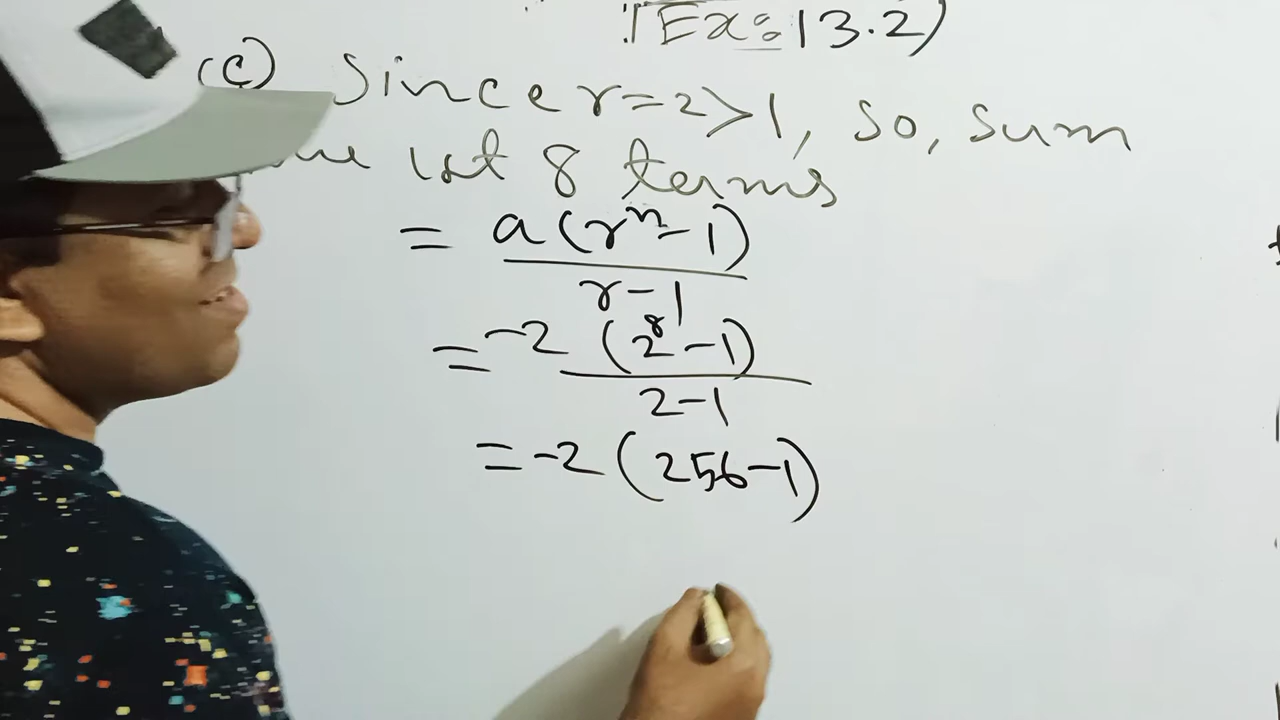 (Ex: 13.2)
(c) Since r=2>1, so, sum
1st 8 terms
= a(rⁿ-1)
r-1
= -2 (2⁸-1)
2-1
= -2 (256-1)